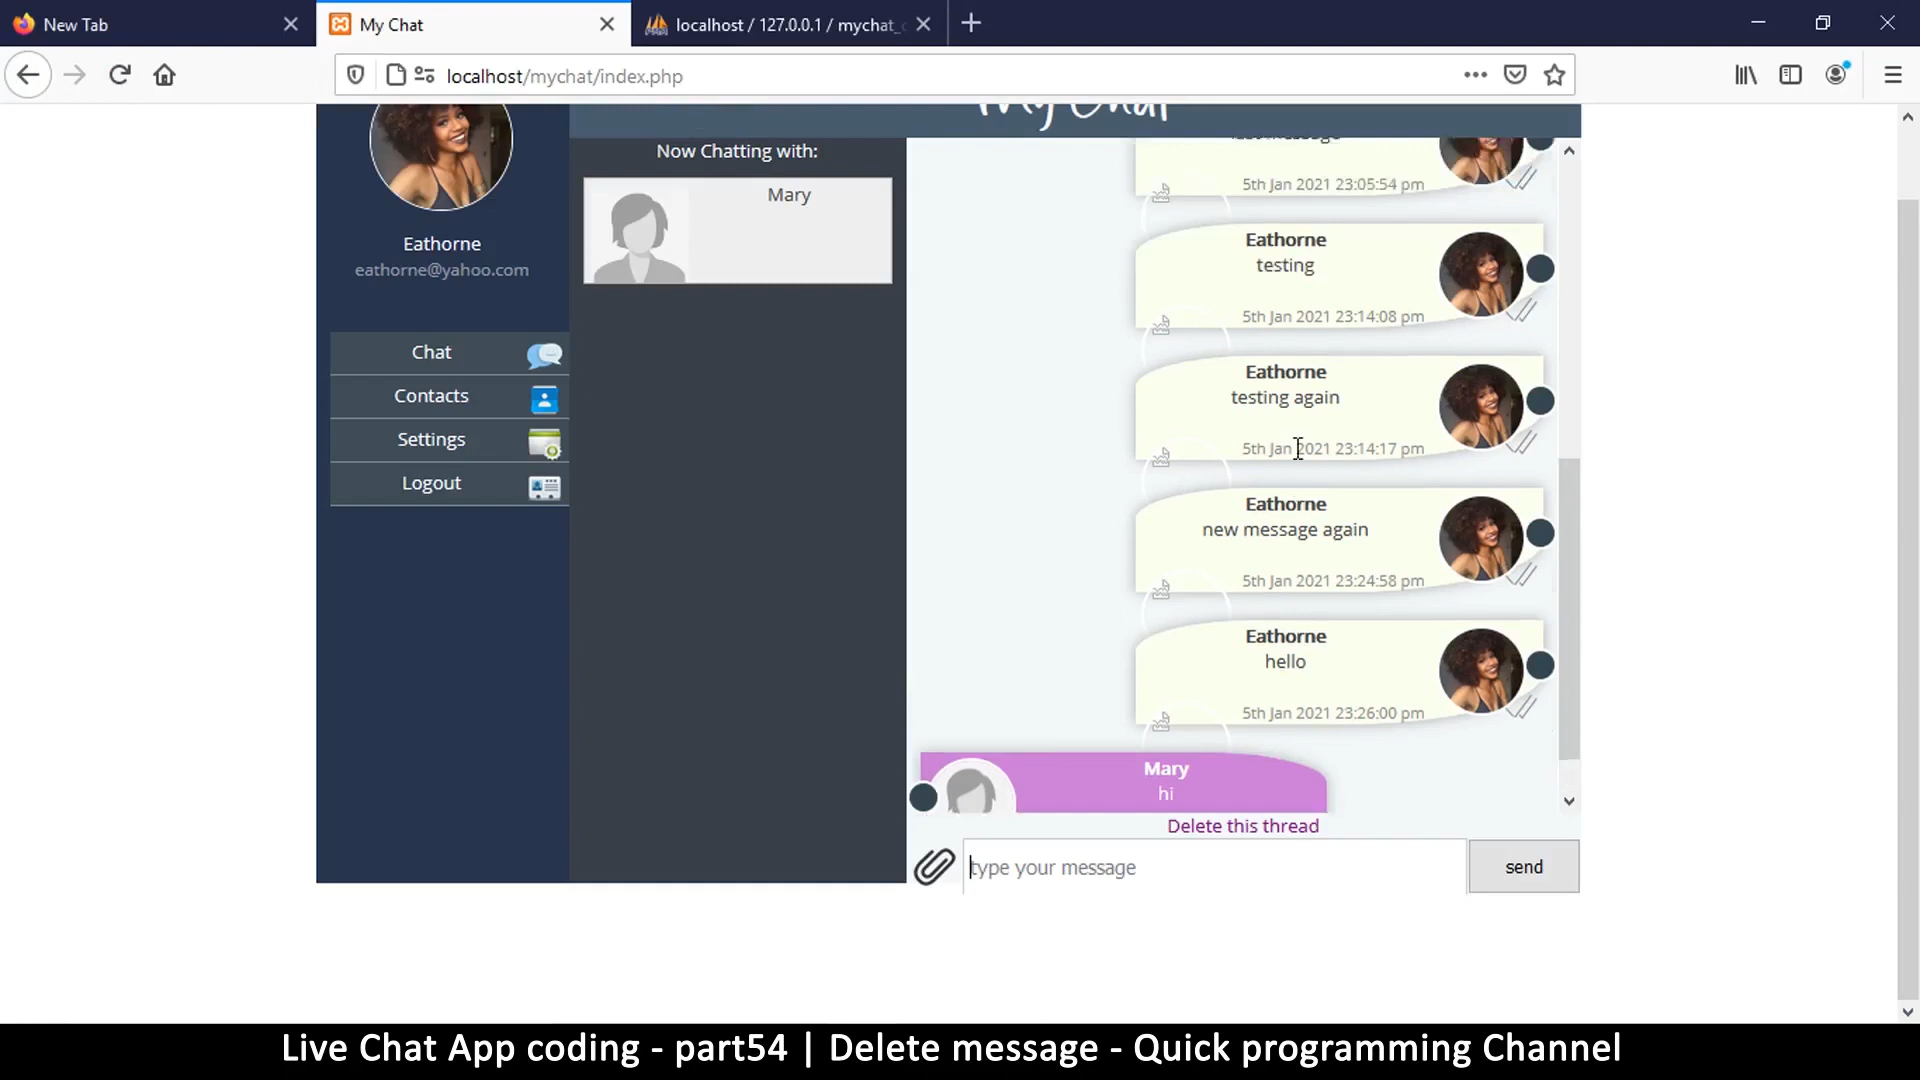 New Tab
My Chat
localhost / 127.0.0.1 / mychat_
localhost/mychat/index.php
My Chat
Now Chatting with:
Mary
Eathorne
eathorne@yahoo.com
Chat
Contacts
Settings
Logout
5th Jan 2021 23:05:54 pm
Eathorne
testing
5th Jan 2021 23:14:08 pm
Eathorne
testing again
5th Jan 2021 23:14:17 pm
Eathorne
new message again
5th Jan 2021 23:24:58 pm
Eathorne
hello
5th Jan 2021 23:26:00 pm
Mary
hi
Delete this thread
type your message
send
Live Chat App coding - part54 | Delete message - Quick programming Channel